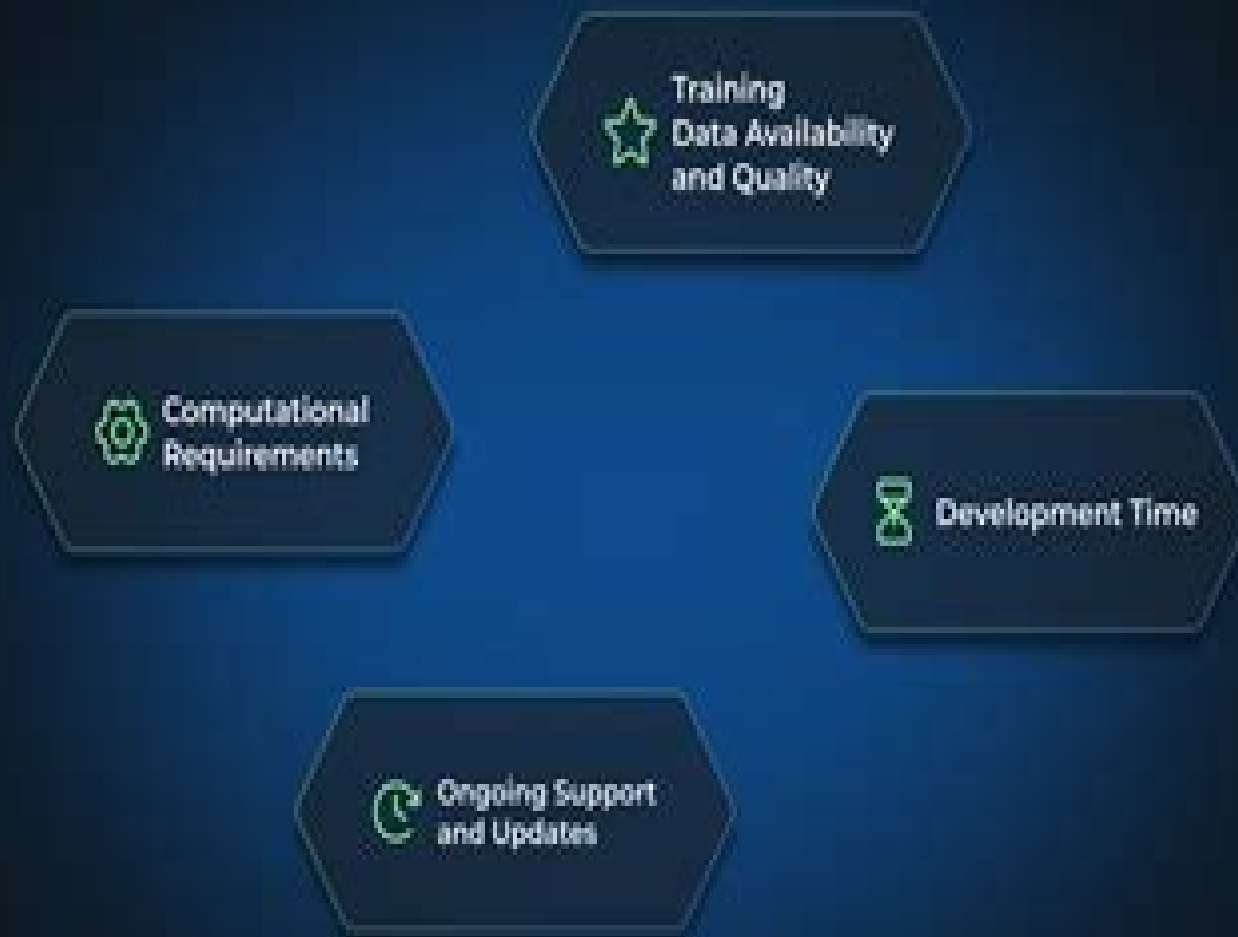 Training
Data Availability
and Quality
Computational
Requirements
Development Time
Ongoing Support
and Updates